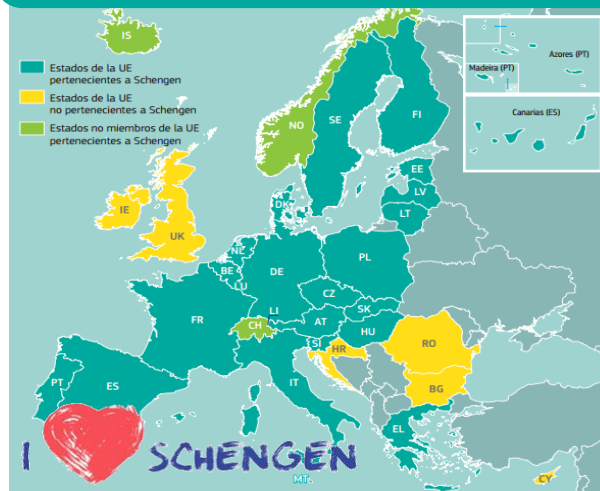 IS
Estados de la UE
pertenecientes a Schengen
Estados de la UE
no pertenecientes a Schengen
Estados no miembros de la UE
pertenecientes a Schengen
Azores (PT)
Madeira (PT)
Canarias (ES)
NO
SE
FI
EE
LV
LT
DK
IE
UK
NL
BE
LU
DE
PL
CZ
SK
LI
CH
AT
HU
FR
SI
HR
RO
IT
BG
PT
ES
EL
I SCHENGEN
MT
CY